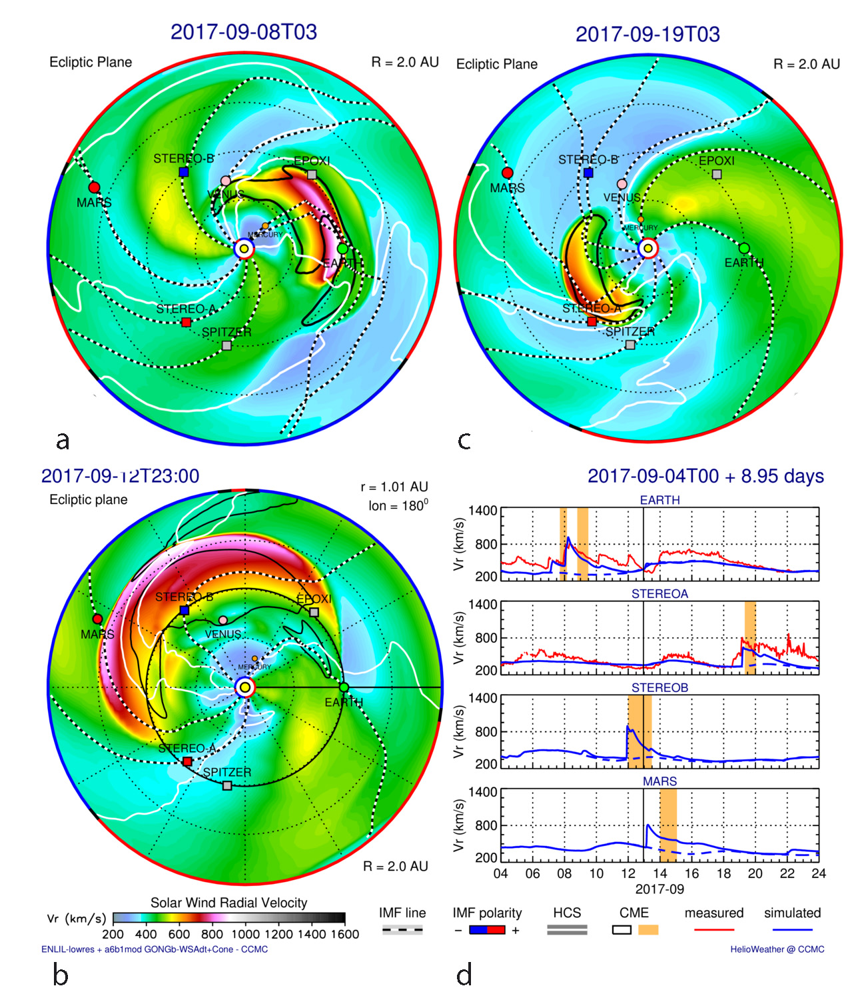 2017-09-08T03
Ecliptic Plane
R = 2.0 AU
STEREO-B
EPOXI
VENUS
MARS
MERCURY
EARTH
STEREO-A
SPITZER
a
2017-09-19T03
Ecliptic Plane
R = 2.0 AU
STEREO-B
EPOXI
MARS
VENUS
MERCURY
EARTH
STEREO-A
SPITZER
c
2017-09-12T23:00
Ecliptic plane
r = 1.01 AU
lon = 180⁰
STEREO-B
EPOXI
MARS
VENUS
MERCURY
EARTH
STEREO-A
SPITZER
R = 2.0 AU
2017-09-04T00 + 8.95 days
EARTH
1400
800
200
Vr (km/s)
STEREOA
1400
800
200
Vr (km/s)
STEREOB
1400
800
200
Vr (km/s)
MARS
1400
800
200
Vr (km/s)
04 06 08 10 12 14 16 18 20 22 24
2017-09
Solar Wind Radial Velocity
Vr (km/s)
200 400 600 800 1000 1200 1400 1600
IMF line
IMF polarity
- +
HCS
CME
measured
simulated
ENLIL-lowres + a6b1mod GONGb-WSAdt+Cone - CCMC
HelioWeather @ CCMC
b
d